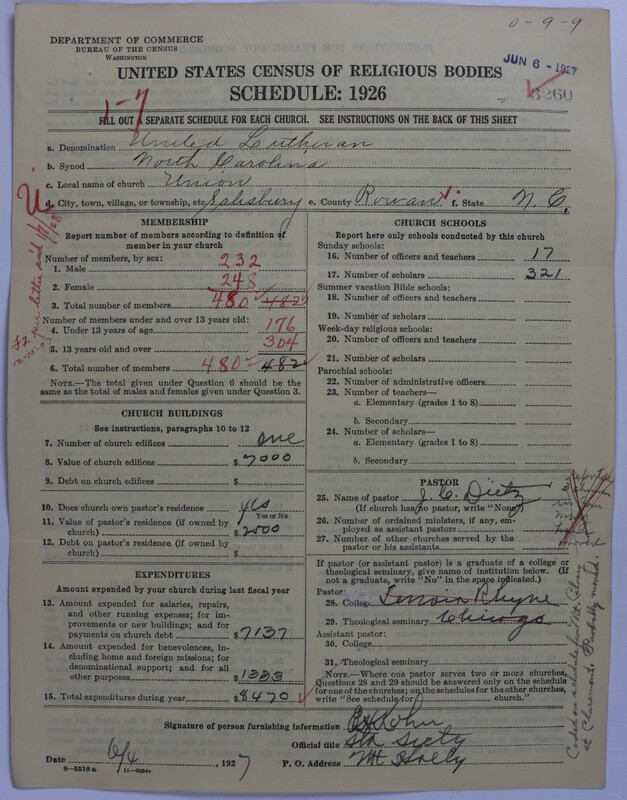 0-9-9
DEPARTMENT OF COMMERCE
BUREAU OF THE CENSUS
WASHINGTON
JUN 6 - 1927
UNITED STATES CENSUS OF RELIGIOUS BODIES
SCHEDULE: 1926
3260
1-7
FILL OUT A SEPARATE SCHEDULE FOR EACH CHURCH. SEE INSTRUCTIONS ON THE BACK OF THIS SHEET
a. Denomination United Lutheran
b. Synod North Carolina
c. Local name of church Union
d. City, town, village, or township, etc. Salisbury e. County Rowan f. State N. C.
MEMBERSHIP
Report number of members according to definition of member in your church
Number of members, by sex:
1. Male 232
2. Female 248
3. Total number of members 480 482
Number of members under and over 13 years old:
4. Under 13 years of age 176
5. 13 years old and over 304
6. Total number of members 480 482
NOTE.—The total given under Question 6 should be
same as the total of males and females given under Question 3.
12-15-27
CHURCH BUILDINGS
See instructions, paragraphs 10 to 12
7. Number of church edifices one
8. Value of church edifices $ 7000
9. Debt on church edifices $
10. Does church own pastor's residence yes
Yes or No
11. Value of pastor's residence (if owned by
church) $ 2500
12. Debt on pastor's residence (if owned by
church) $
EXPENDITURES
Amount expended by your church during last fiscal year
13. Amount expended for salaries, repairs,
and other running expenses; for im-
provements or new buildings; and for
payments on church debt $ 7137
14. Amount expended for benevolences,
including home and foreign missions; for
denominational support; and for all
other purposes 1333
15. Total expenditures during year $ 8470
CHURCH SCHOOLS
Report here only schools conducted by this church
Sunday schools:
16. Number of officers and teachers 17
17. Number of scholars 321
Summer vacation Bible schools:
18. Number of officers and teachers
19. Number of scholars
Week-day religious schools:
20. Number of officers and teachers
21. Number of scholars
Parochial schools:
22. Number of administrative officers
23. Number of teachers—
a. Elementary (grades 1 to 8)
b. Secondary
24. Number of scholars—
a. Elementary (grades 1 to 8)
b. Secondary
PASTOR
25. Name of pastor J. C. Dietz
(If church has no pastor, write "None")
26. Number of ordained ministers, if any, em-
ployed as assistant pastors
27. Number of other churches served by the
pastor or his assistants
If pastor (or assistant pastor) is a graduate of a college or
theological seminary, give name of institution below. (If
not a graduate, write "No" in the space indicated.)
Pastor:
28. College Lenoir Rhyne
29. Theological seminary Chicago
Assistant pastor:
30. College
31. Theological seminary
NOTE.—Where one pastor serves two or more churches,
Questions 28 and 29 should be answered only on the schedule
for one of the churches; on the schedules for the other churches,
write "See schedule for church."
Signature of person furnishing information
Official title
Date 6/4, 1927 P. O. Address Mt Holly
8-5518 a